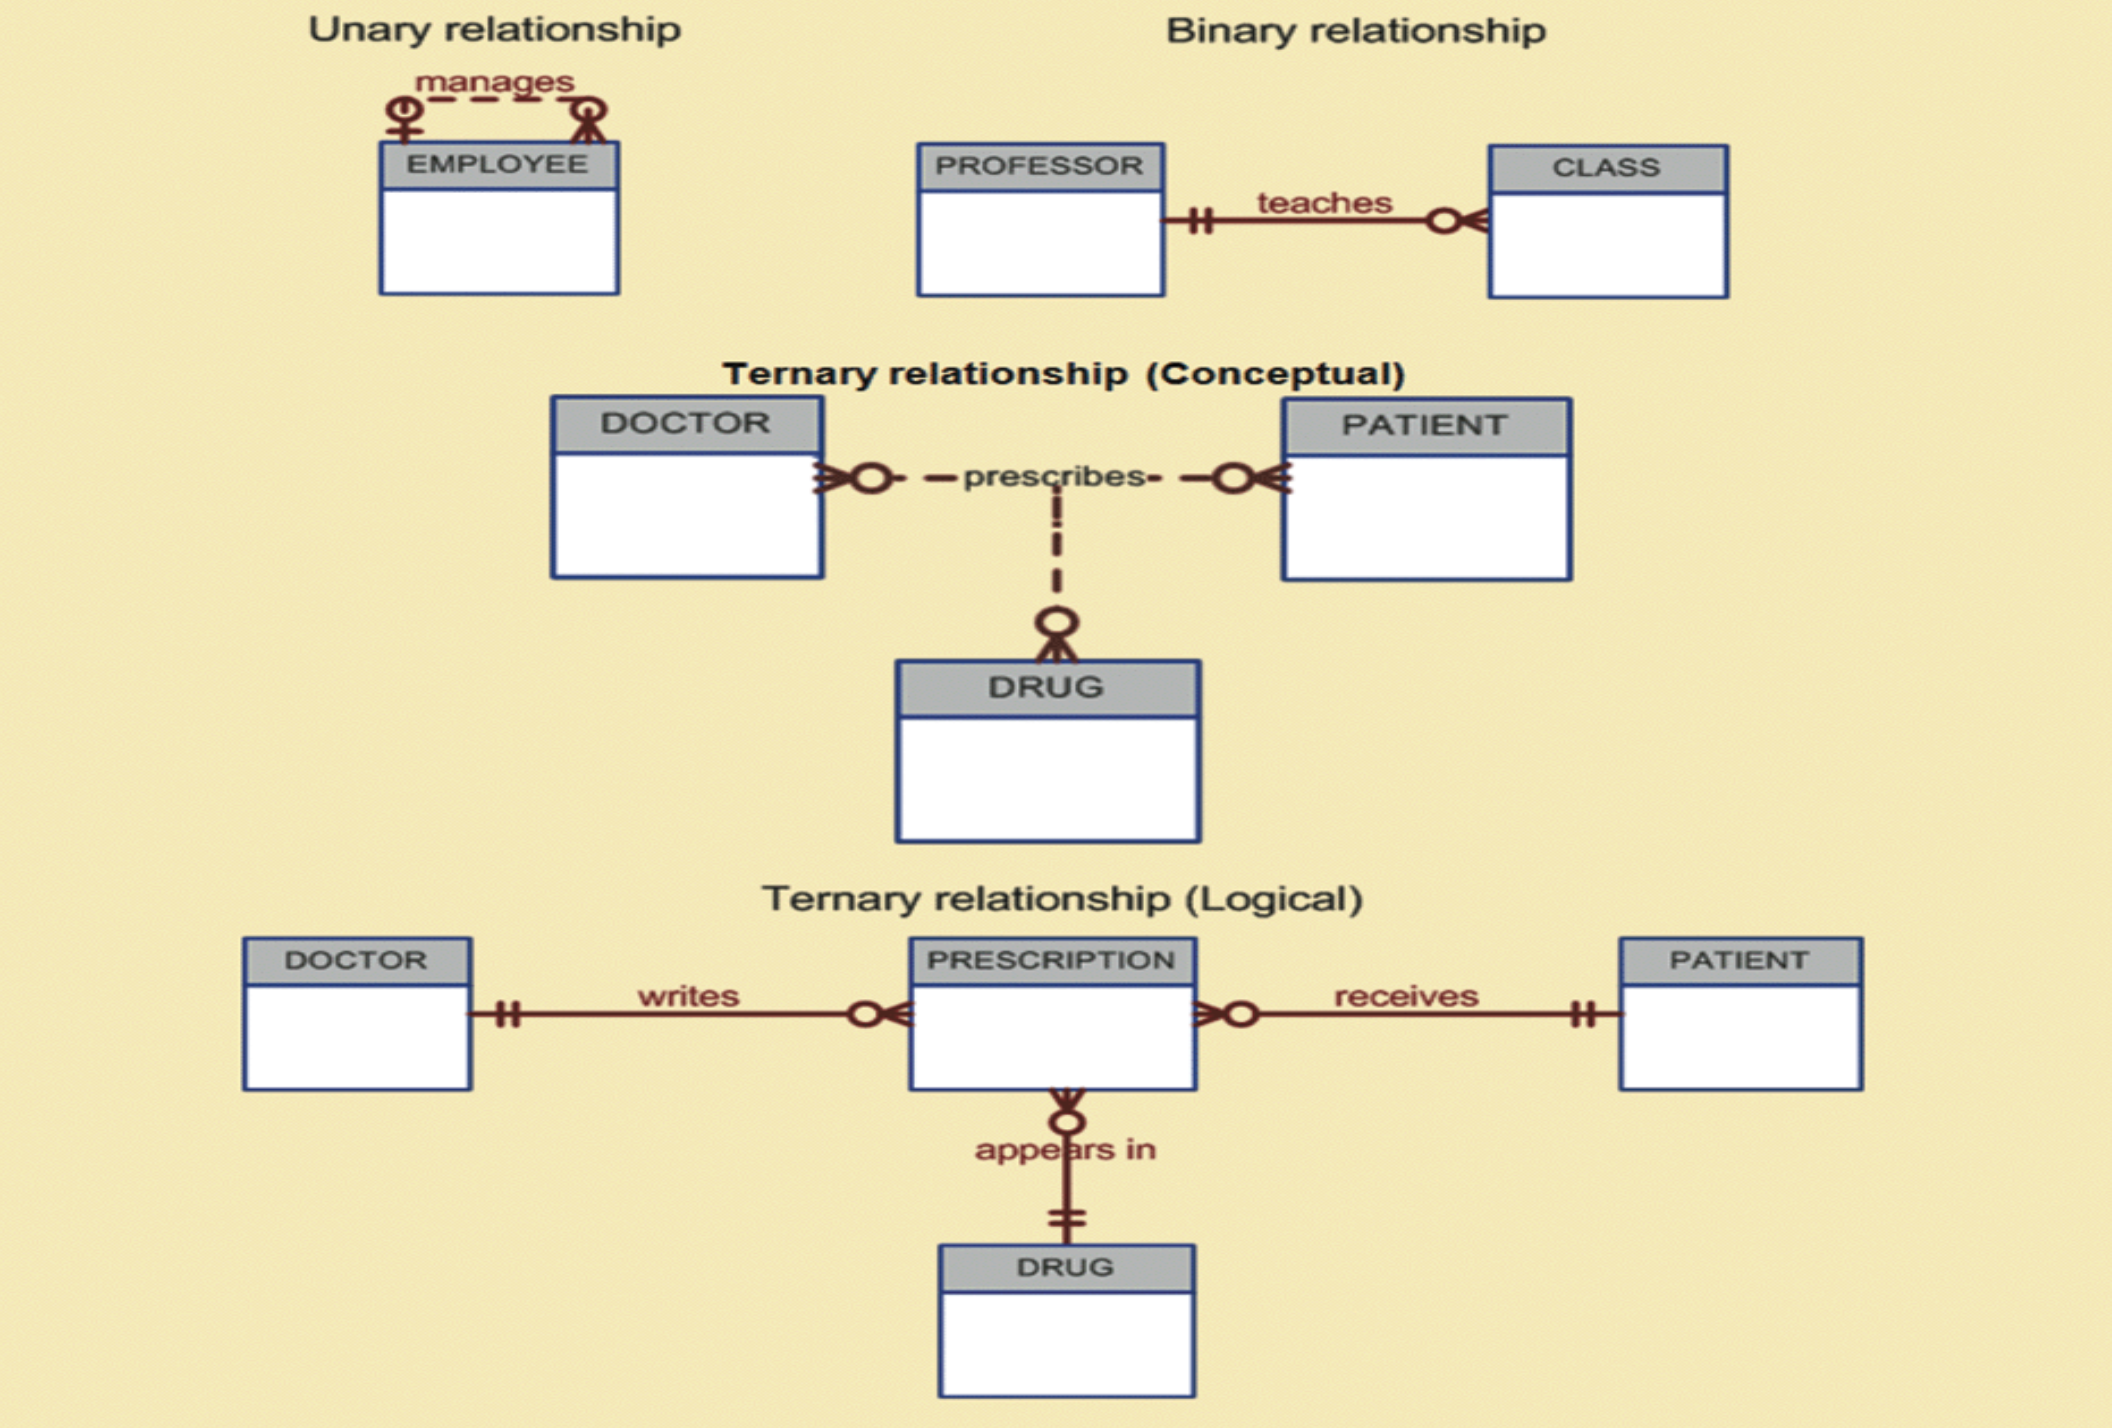 Unary relationship
Binary relationship
manages
EMPLOYEE
PROFESSOR
teaches
CLASS
Ternary relationship (Conceptual)
DOCTOR
prescribes
PATIENT
DRUG
Ternary relationship (Logical)
DOCTOR
writes
PRESCRIPTION
receives
PATIENT
appears in
DRUG